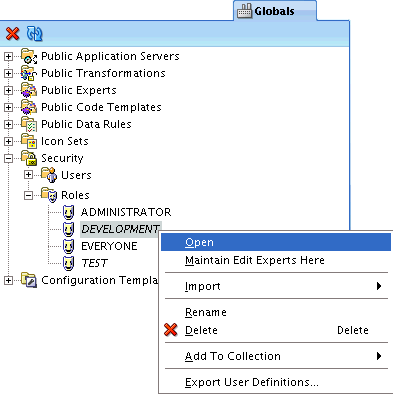 Globals
Public Application Servers
Public Transformations
Public Experts
Public Code Templates
Public Data Rules
Icon Sets
Security
Users
Roles
ADMINISTRATOR
DEVELOPMENT
EVERYONE
TEST
Configuration Templa
Open
Maintain Edit Experts Here
Import
Rename
Delete Delete
Add To Collection
Export User Definitions...